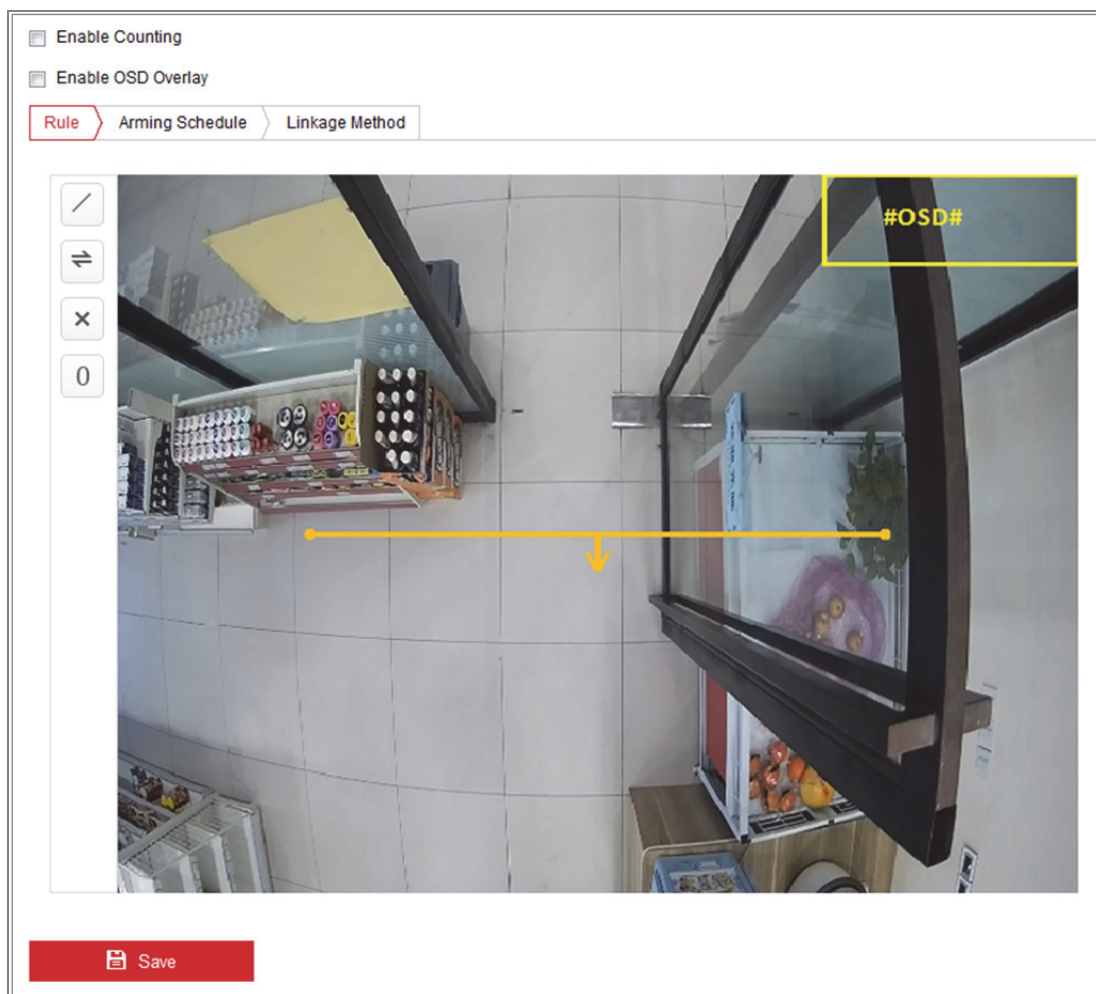 Enable Counting
Enable OSD Overlay
Rule Arming Schedule Linkage Method
#OSD#
0
Save